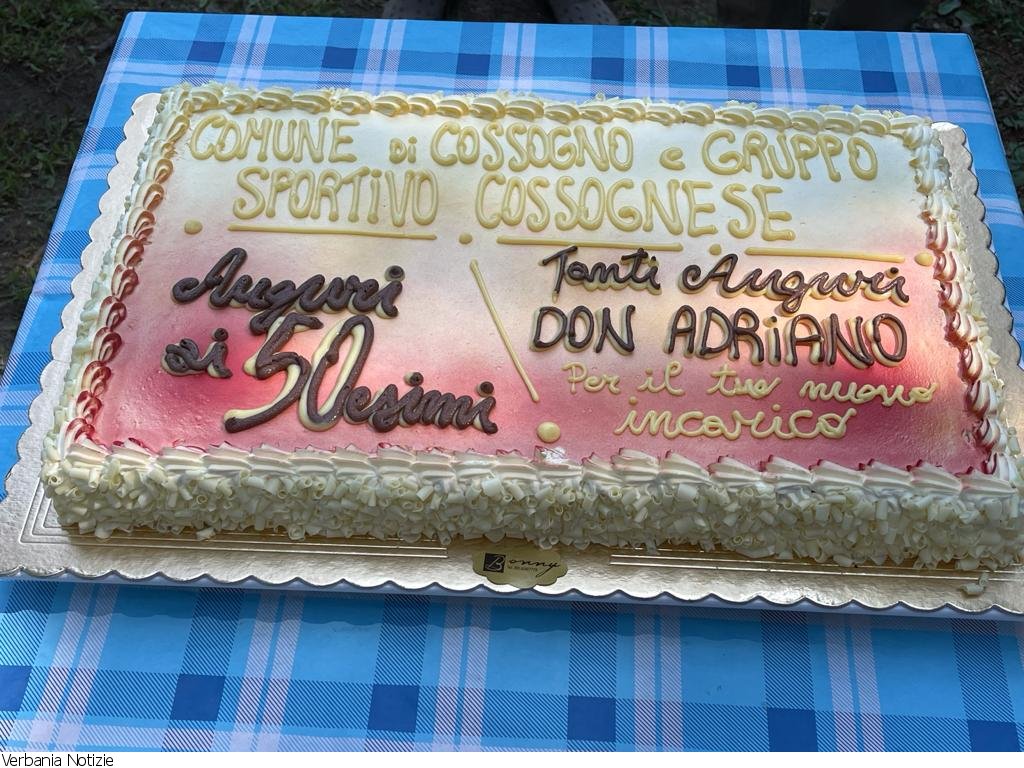 COMUNE Di COSSOGNO e GRUPPO
SPORTiVO COSSOGNESE
Auguri
ai 50esimi
Tanti Auguri
DON ADRiANO
Per il tuo nuovo
incarico
Bonny
Verbania Notizie